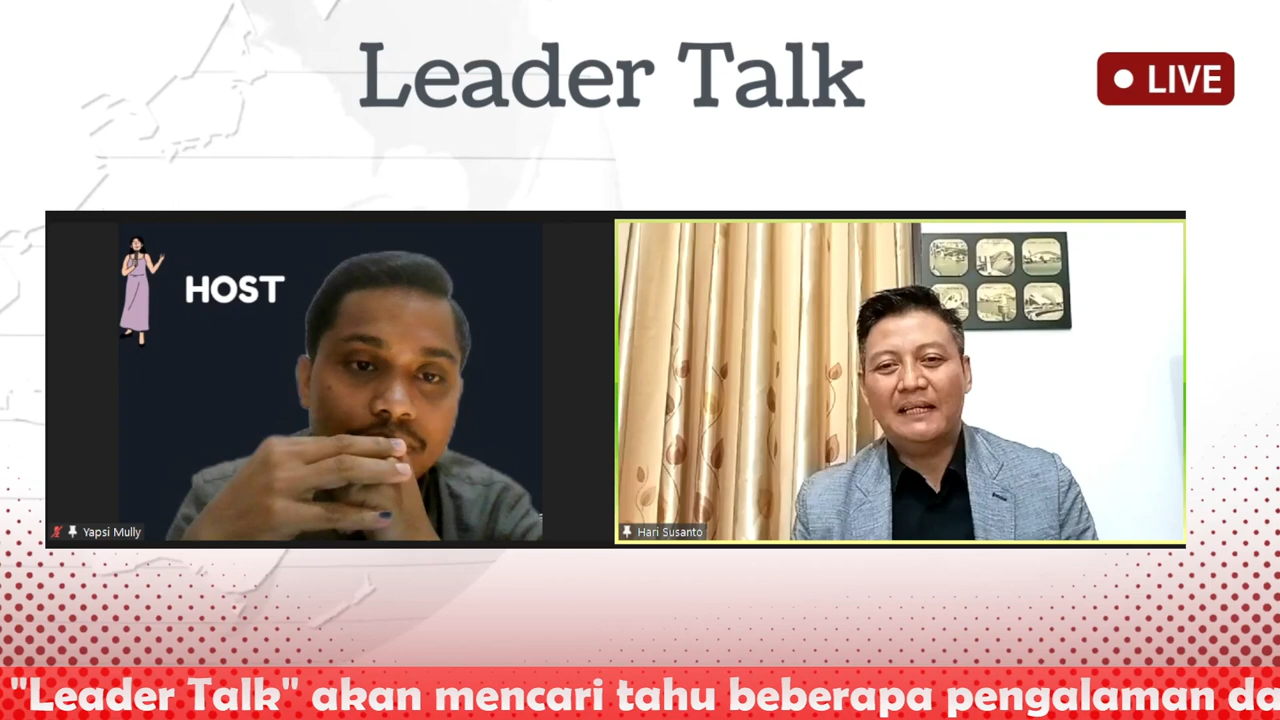 Leader Talk
LIVE
HOST
Yapsi Mully
Hari Susanto
"Leader Talk" akan mencari tahu beberapa pengalaman da